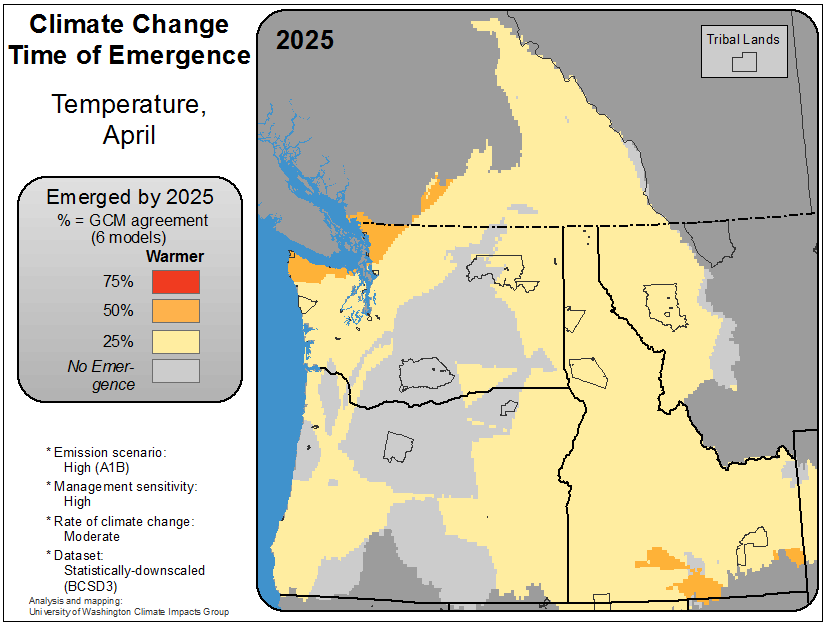 Climate Change
Time of Emergence
Temperature,
April
Emerged by 2025
% = GCM agreement
(6 models)
Warmer
75%
50%
25%
No Emer-
gence
* Emission scenario:
High (A1B)
* Management sensitivity:
High
* Rate of climate change:
Moderate
* Dataset:
Statistically-downscaled
(BCSD3)
Analysis and mapping:
University of Washington Climate Impacts Group
2025
Tribal Lands